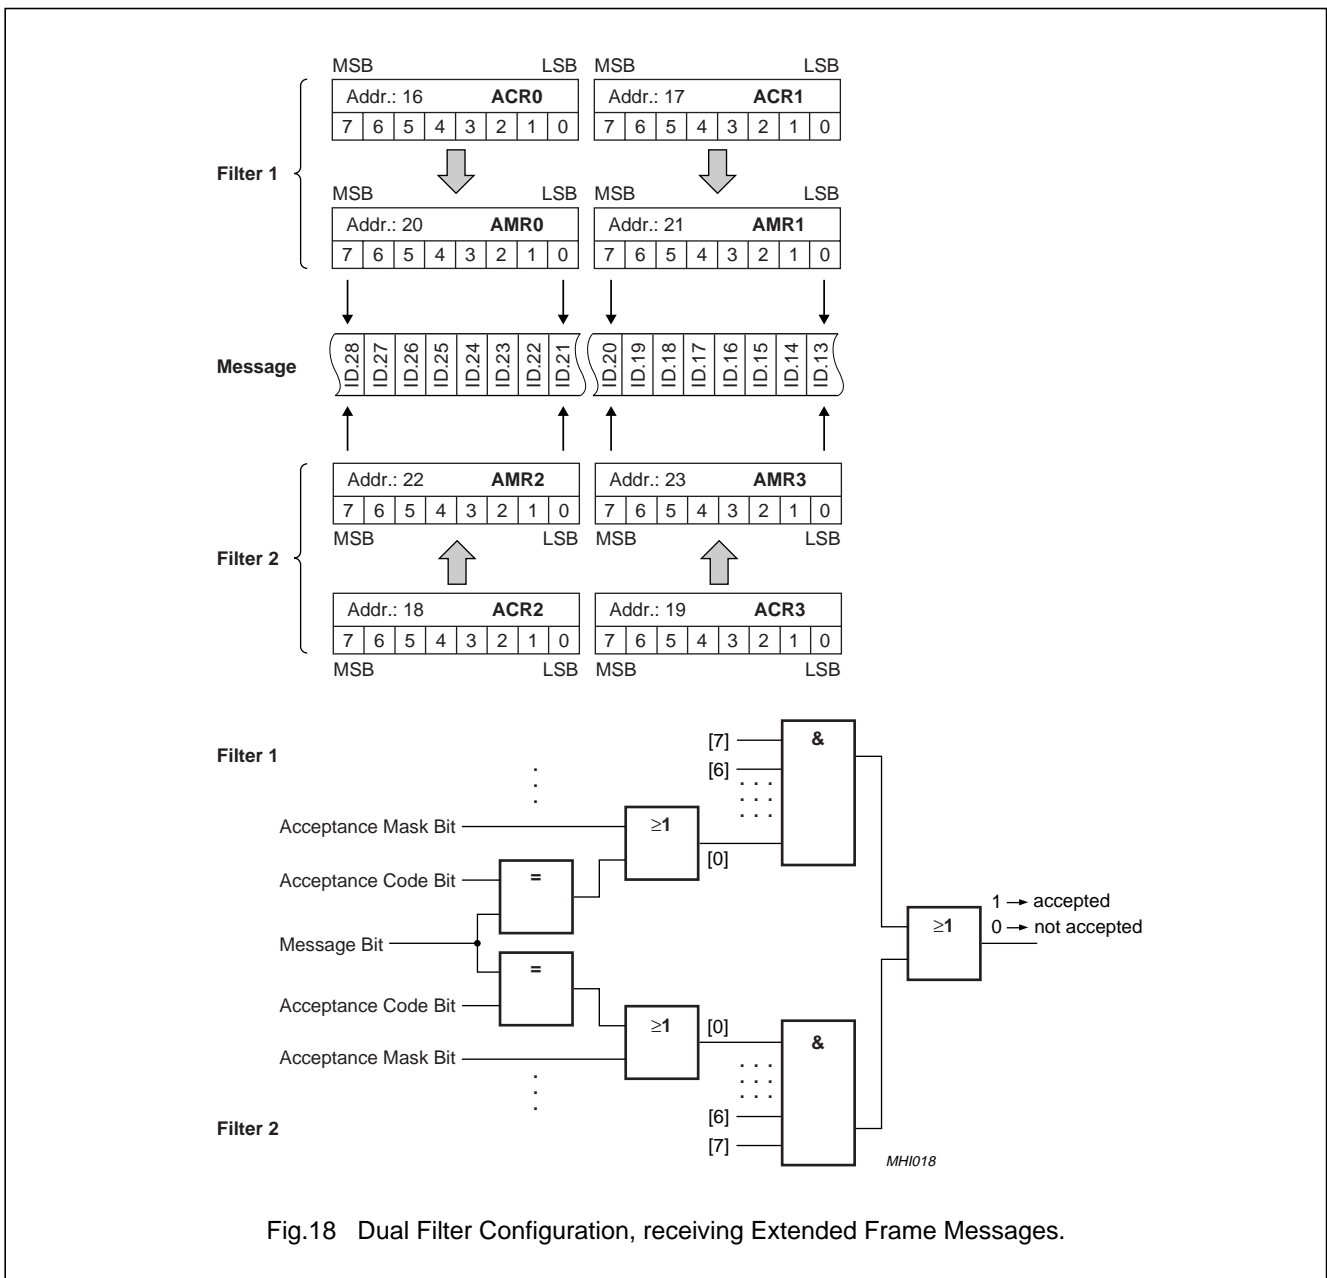 MSB LSB MSB LSB
Addr.: 16 ACR0 Addr.: 17 ACR1
7 6 5 4 3 2 1 0 7 6 5 4 3 2 1 0
Filter 1
MSB LSB MSB LSB
Addr.: 20 AMR0 Addr.: 21 AMR1
7 6 5 4 3 2 1 0 7 6 5 4 3 2 1 0
Message ID.28 ID.27 ID.26 ID.25 ID.24 ID.23 ID.22 ID.21 ID.20 ID.19 ID.18 ID.17 ID.16 ID.15 ID.14 ID.13
Addr.: 22 AMR2 Addr.: 23 AMR3
7 6 5 4 3 2 1 0 7 6 5 4 3 2 1 0
MSB LSB MSB LSB
Filter 2
Addr.: 18 ACR2 Addr.: 19 ACR3
7 6 5 4 3 2 1 0 7 6 5 4 3 2 1 0
MSB LSB MSB LSB
[7] &
Filter 1
[6]
Acceptance Mask Bit ≥1
[0]
Acceptance Code Bit =
1 → accepted
≥1 0 → not accepted
Message Bit
=
Acceptance Code Bit
≥1 [0]
&
Acceptance Mask Bit
[6]
Filter 2
[7]
MHI018
Fig.18 Dual Filter Configuration, receiving Extended Frame Messages.